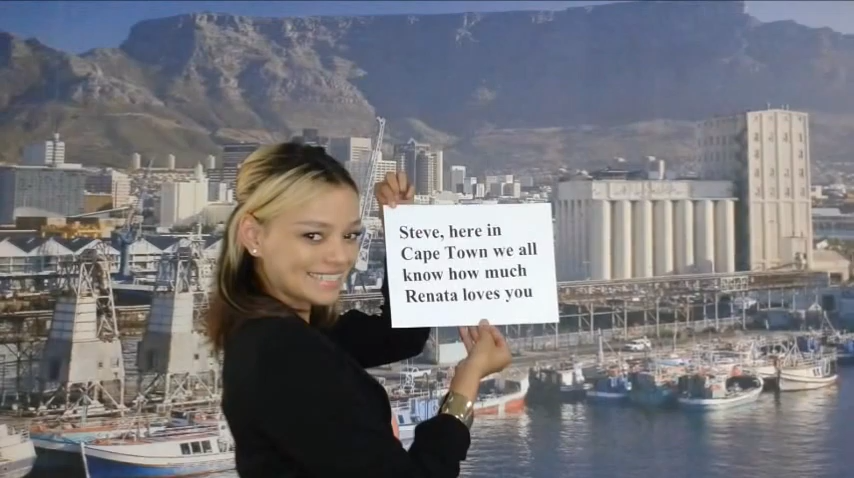 Steve, here in
Cape Town we all
know how much
Renata loves you